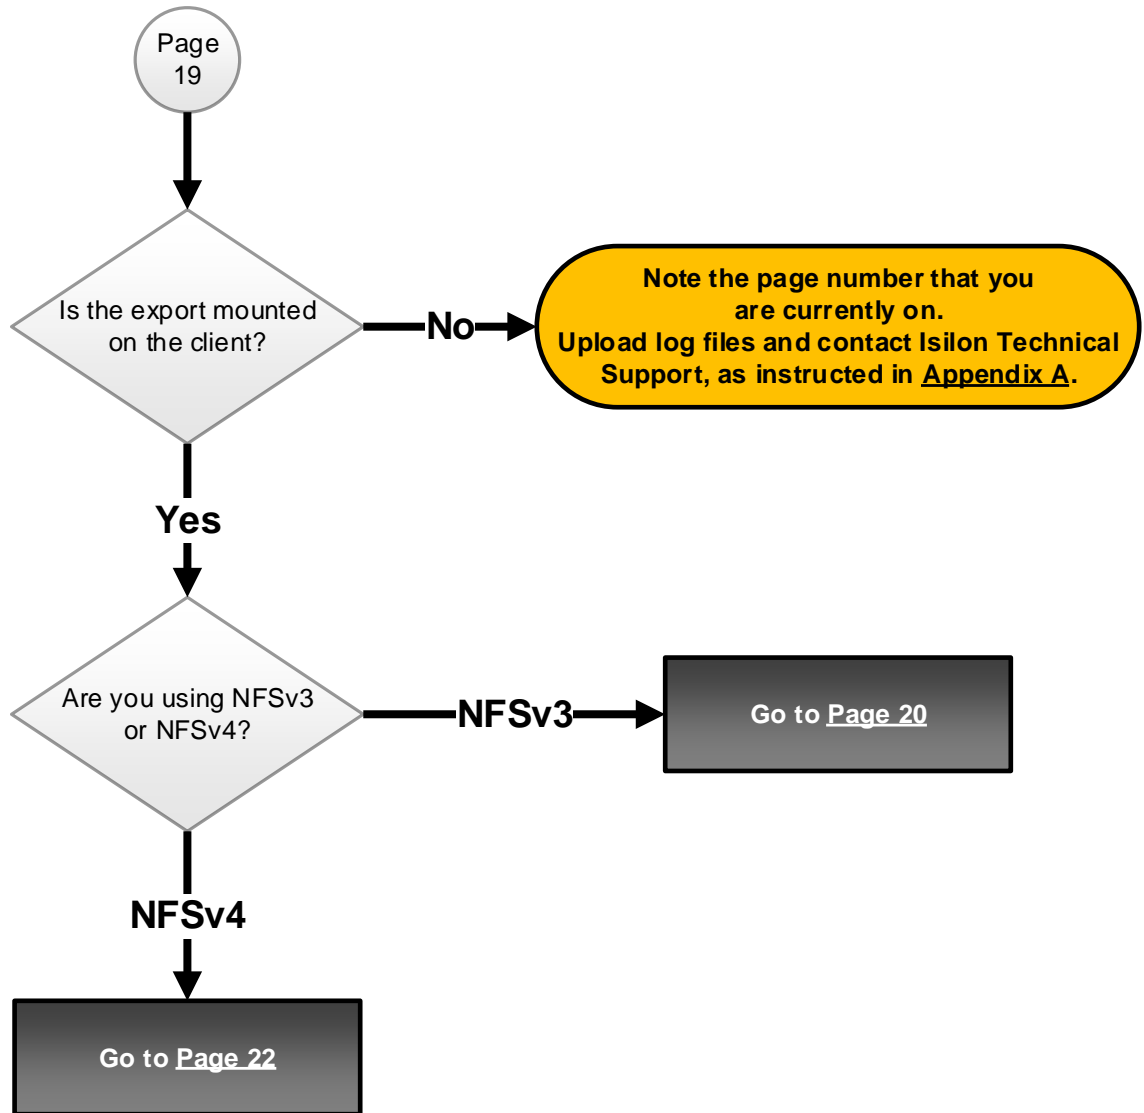 Page
19
Is the export mounted
on the client?
No
Note the page number that you
are currently on.
Upload log files and contact Isilon Technical
Support, as instructed in Appendix A.
Yes
Are you using NFSv3
or NFSv4?
NFSv3
Go to Page 20
NFSv4
Go to Page 22